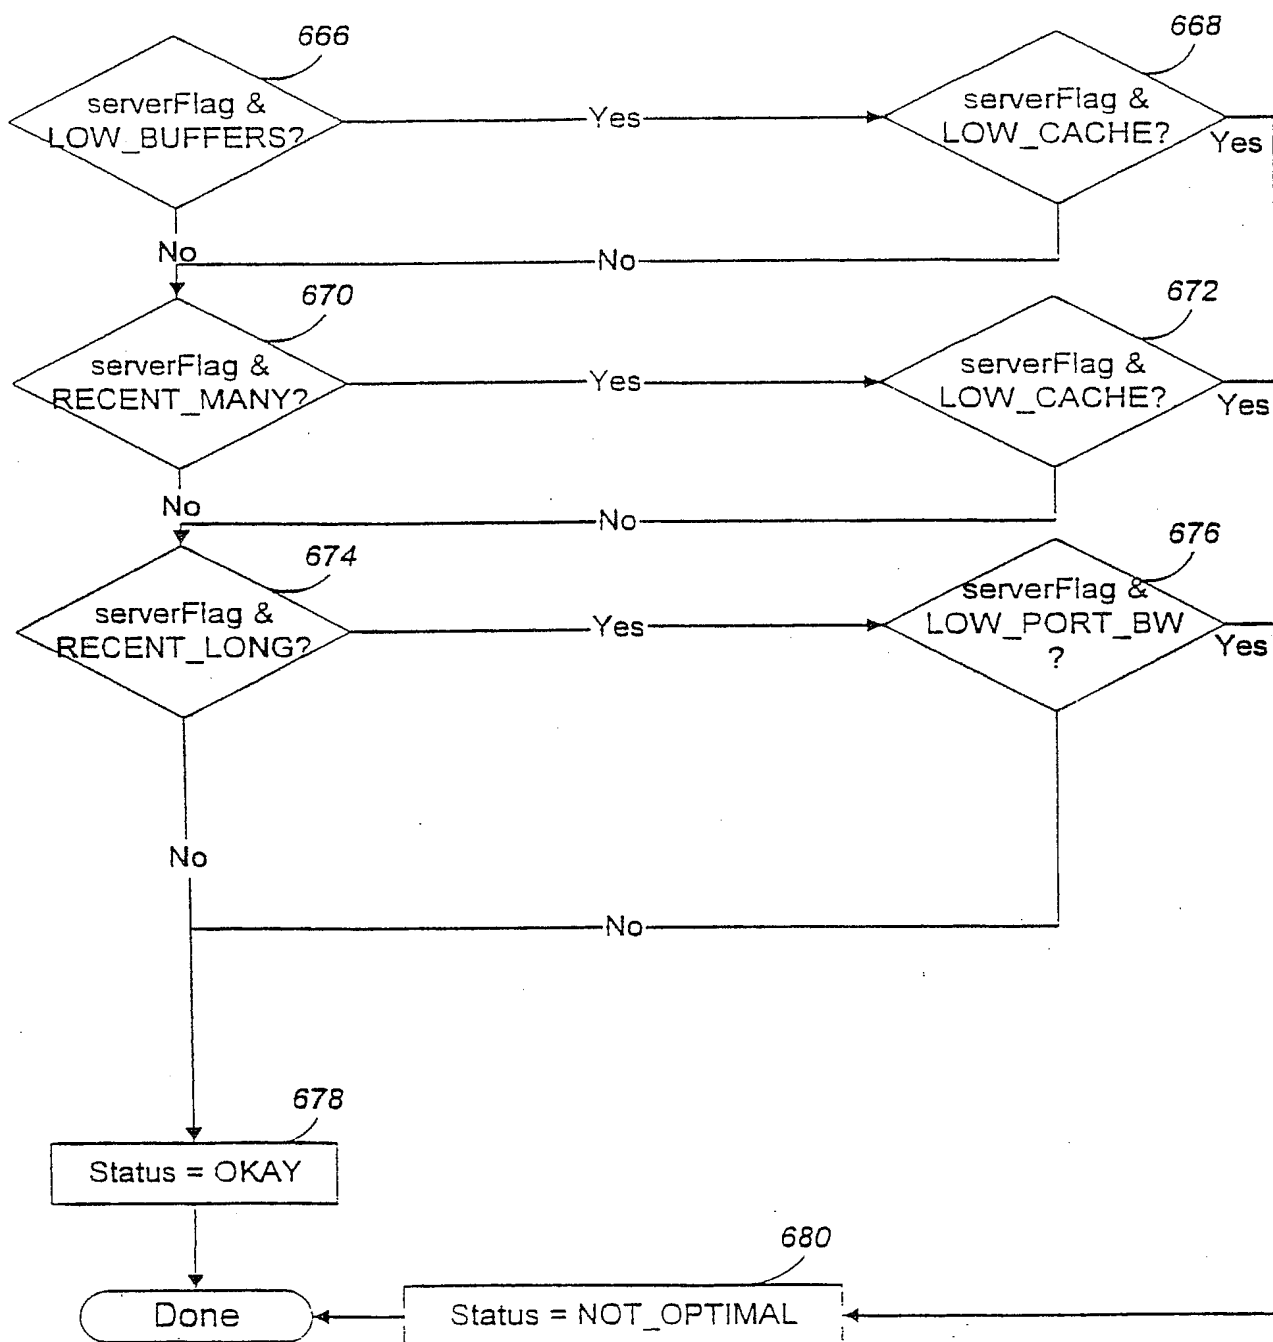 666
668
serverFlag &
LOW_BUFFERS?
Yes
serverFlag &
LOW_CACHE?
Yes
No
No
670
672
serverFlag &
RECENT_MANY?
Yes
serverFlag &
LOW_CACHE?
Yes
No
No
674
676
serverFlag &
RECENT_LONG?
Yes
serverFlag &
LOW_PORT_BW
?
Yes
No
No
678
Status = OKAY
680
Done
Status = NOT_OPTIMAL